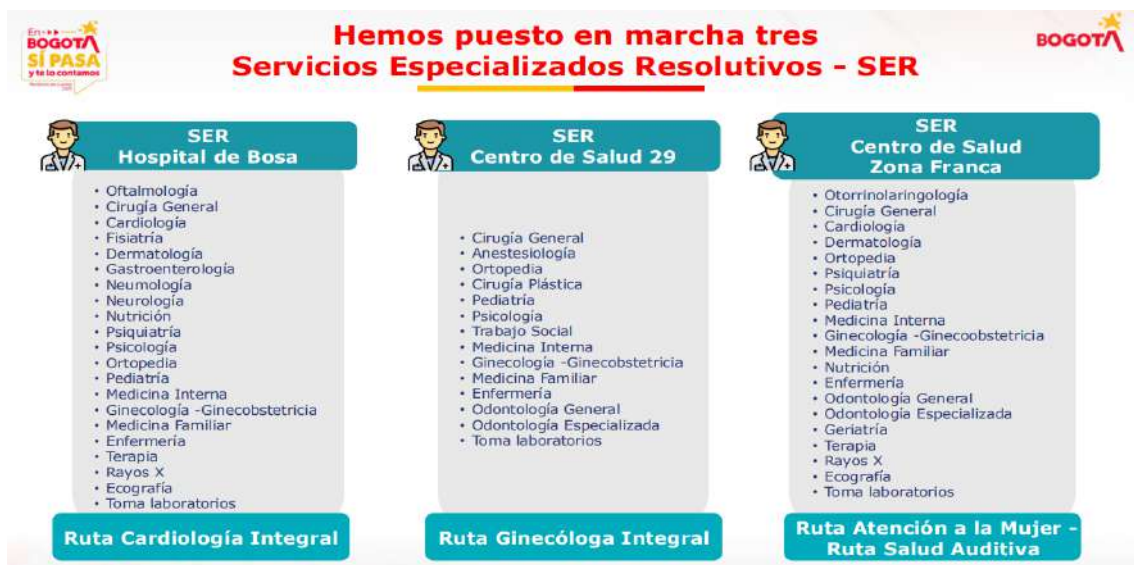 En
BOGOTÁ
SÍ PASA
y te lo contamos
Hemos puesto en marcha tres
Servicios Especializados Resolutivos - SER
BOGOTÁ
SER
Hospital de Bosa
• Oftalmología
• Cirugía General
• Cardiología
• Fisiatría
• Dermatología
• Gastroenterología
• Neumología
• Neurología
• Nutrición
• Psiquiatría
• Psicología
• Ortopedia
• Pediatría
• Medicina Interna
• Ginecología -Ginecobstetricia
• Medicina Familiar
• Enfermería
• Terapia
• Rayos X
• Ecografía
• Toma laboratorios
Ruta Cardiología Integral
SER
Centro de Salud 29
• Cirugía General
• Anestesiología
• Ortopedia
• Cirugía Plástica
• Pediatría
• Psicología
• Trabajo Social
• Medicina Interna
• Ginecología -Ginecobstetricia
• Medicina Familiar
• Enfermería
• Odontología General
• Odontología Especializada
• Toma laboratorios
Ruta Ginecóloga Integral
SER
Centro de Salud
Zona Franca
• Otorrinolaringología
• Cirugía General
• Cardiología
• Dermatología
• Ortopedia
• Psiquiatría
• Psicología
• Pediatría
• Medicina Interna
• Ginecología -Ginecoobstetricia
• Medicina Familiar
• Nutrición
• Enfermería
• Odontología General
• Odontología Especializada
• Geriatría
• Terapia
• Rayos X
• Ecografía
• Toma laboratorios
Ruta Atención a la Mujer -
Ruta Salud Auditiva